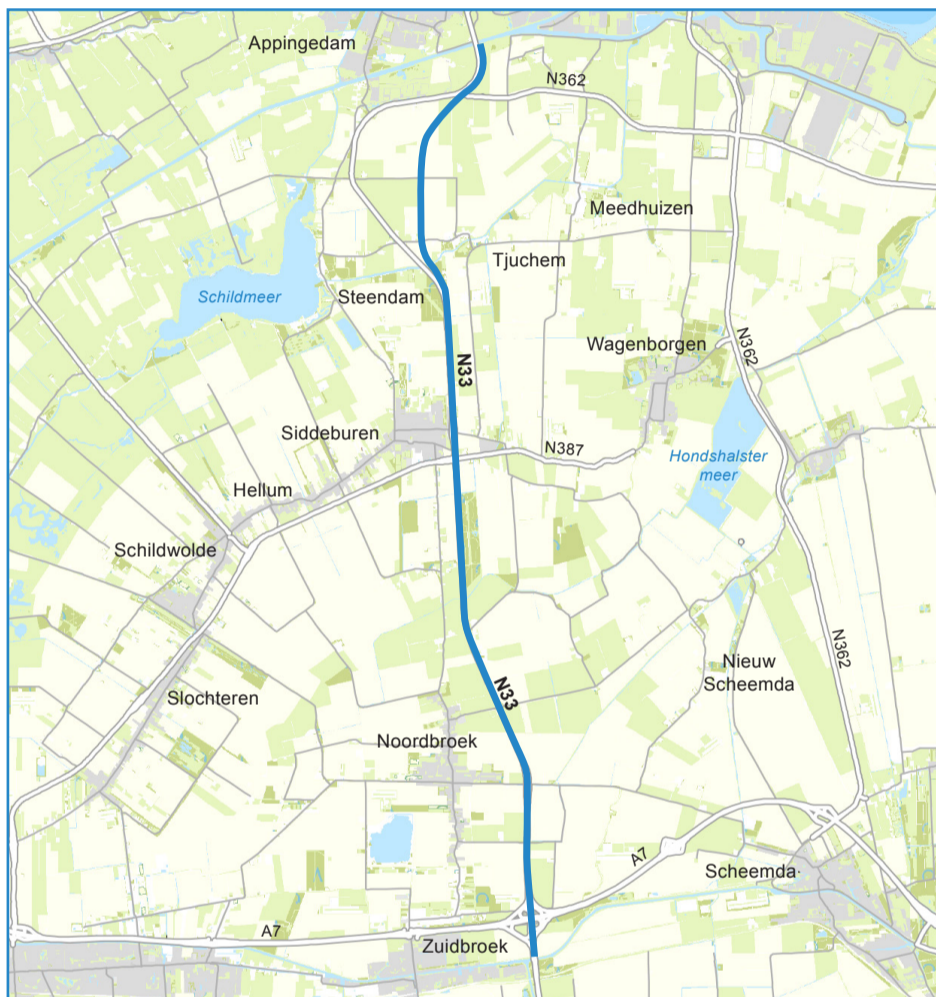 Appingedam
N362
Meedhuizen
Tjuchem
Schildmeer
Steendam
N33
Wagenborgen
N362
Siddeburen
N387
Hondshalster
meer
Hellum
Schildwolde
N362
Nieuw
Scheemda
Slochteren
N33
Noordbroek
A7
Scheemda
A7
Zuidbroek